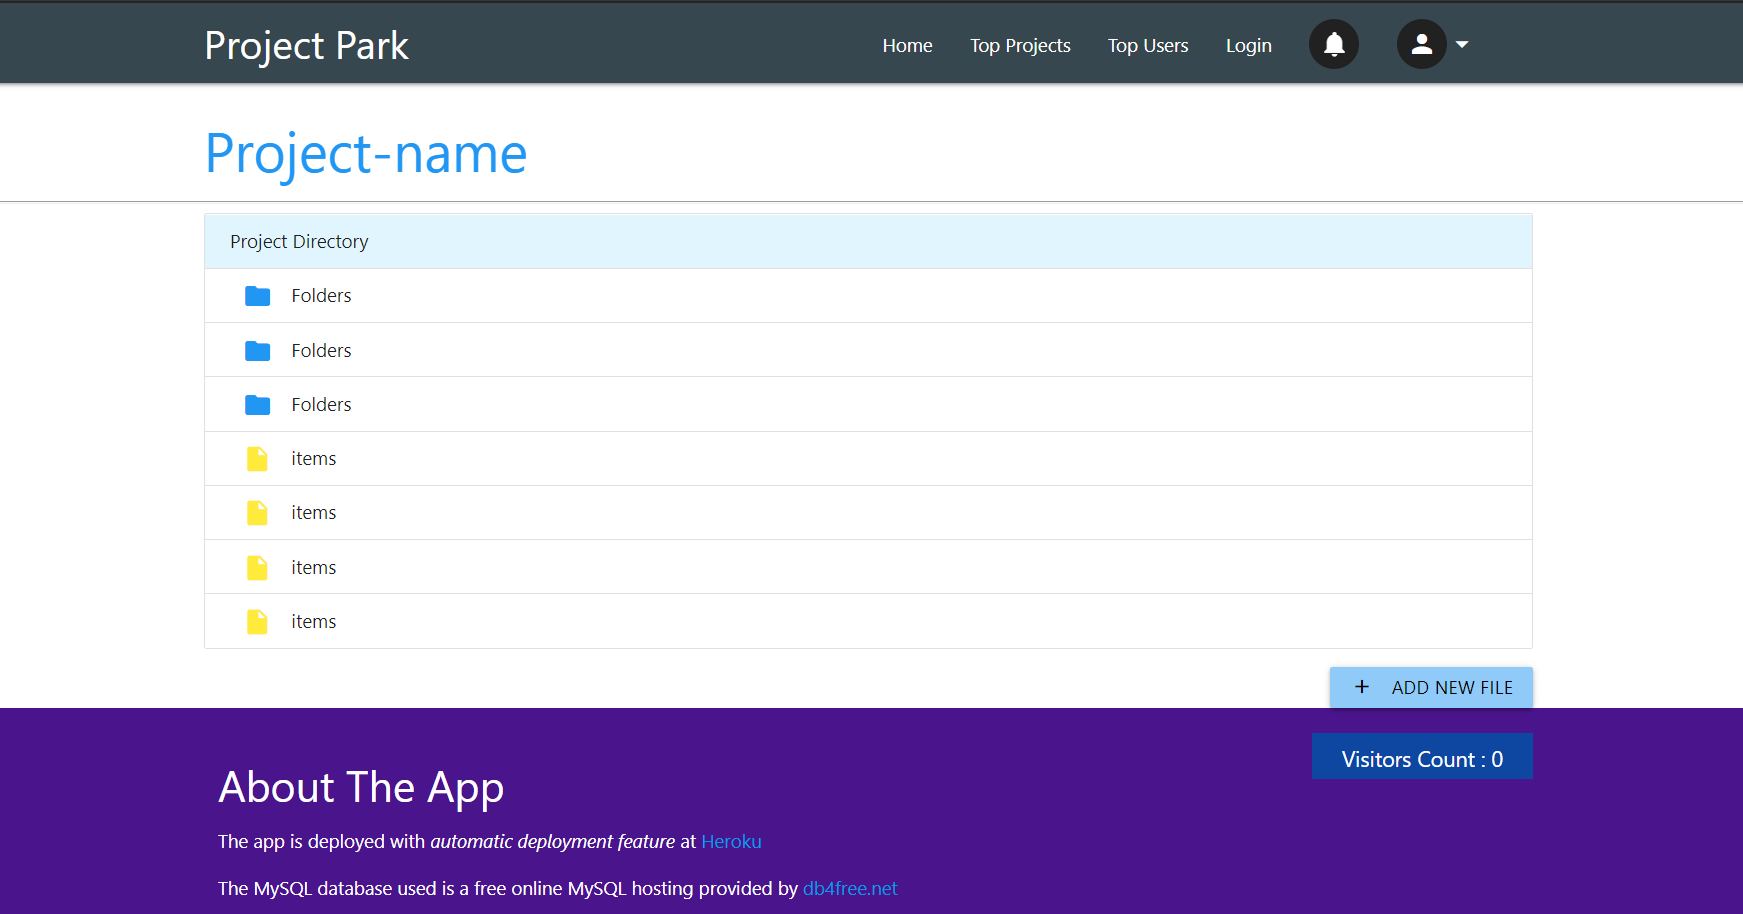 Project Park
Home Top Projects Top Users Login
Project-name
Project Directory
Folders
Folders
Folders
items
items
items
items
+ ADD NEW FILE
Visitors Count : 0
About The App
The app is deployed with automatic deployment feature at Heroku
The MySQL database used is a free online MySQL hosting provided by db4free.net